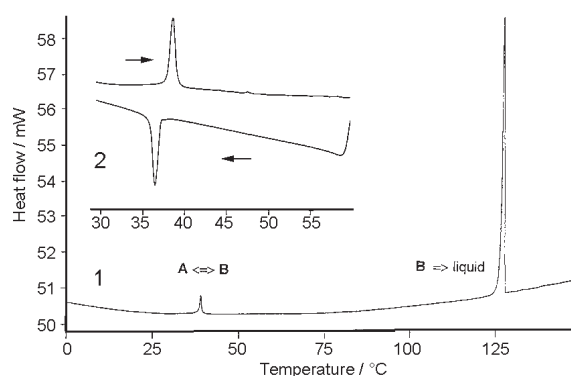 Heat flow / mW
58
57
56
55
54
53
52
51
50
2
30 35 40 45 50 55
1
A <=> B
B => liquid
0 25 50 75 100 125
Temperature / °C